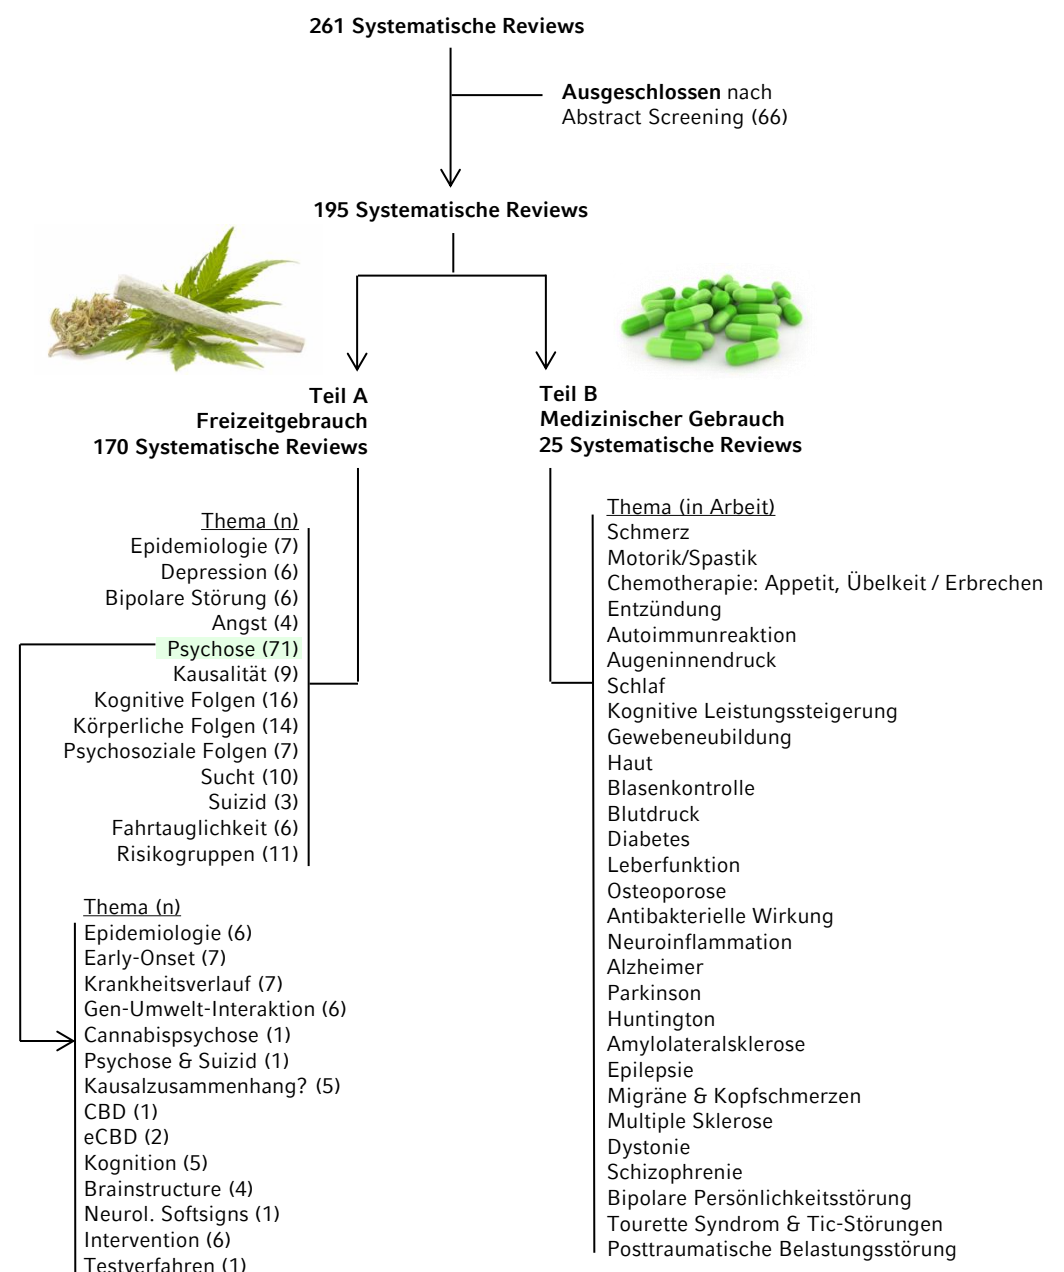 261 Systematische Reviews
Ausgeschlossen nach
Abstract Screening (66)
195 Systematische Reviews
Teil A
Freizeitgebrauch
170 Systematische Reviews
Teil B
Medizinischer Gebrauch
25 Systematische Reviews
Thema (n)
Epidemiologie (7)
Depression (6)
Bipolare Störung (6)
Angst (4)
Psychose (71)
Kausalität (9)
Kognitive Folgen (16)
Körperliche Folgen (14)
Psychosoziale Folgen (7)
Sucht (10)
Suizid (3)
Fahrtauglichkeit (6)
Risikogruppen (11)
Thema (n)
Epidemiologie (6)
Early-Onset (7)
Krankheitsverlauf (7)
Gen-Umwelt-Interaktion (6)
Cannabispsychose (1)
Psychose & Suizid (1)
Kausalzusammenhang? (5)
CBD (1)
eCBD (2)
Kognition (5)
Brainstructure (4)
Neurol. Softsigns (1)
Intervention (6)
Testverfahren (1)
Thema (in Arbeit)
Schmerz
Motorik/Spastik
Chemotherapie: Appetit, Übelkeit / Erbrechen
Entzündung
Autoimmunreaktion
Augeninnendruck
Schlaf
Kognitive Leistungssteigerung
Gewebeneubildung
Haut
Blasenkontrolle
Blutdruck
Diabetes
Leberfunktion
Osteoporose
Antibakterielle Wirkung
Neuroinflammation
Alzheimer
Parkinson
Huntington
Amylolateralsklerose
Epilepsie
Migräne & Kopfschmerzen
Multiple Sklerose
Dystonie
Schizophrenie
Bipolare Persönlichkeitsstörung
Tourette Syndrom & Tic-Störungen
Posttraumatische Belastungsstörung